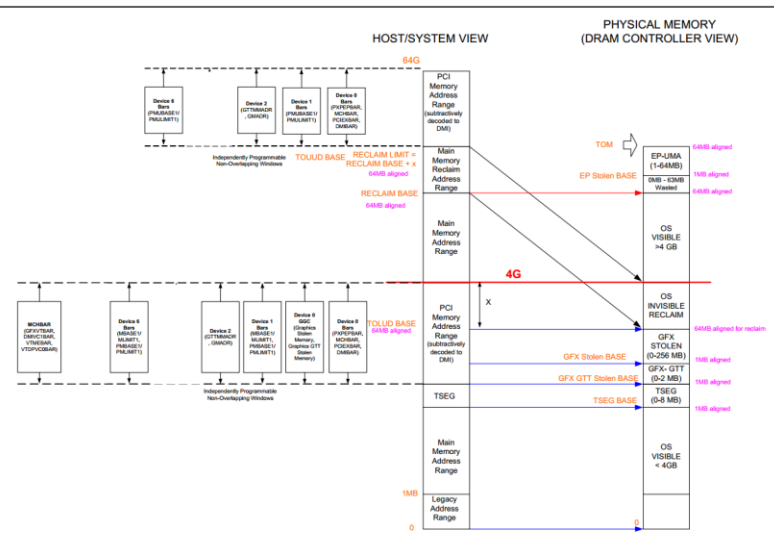 HOST/SYSTEM VIEW
PHYSICAL MEMORY
(DRAM CONTROLLER VIEW)
64G
PCI
Memory
Address
Range
(subtractively
decoded to
DMI)
Device 6
Bars
(PMUBASE1/
PMULIMIT1)
Device 2
(GTTMMADR
, GMADR)
Device 1
Bars
(PMUBASE1/
PMULIMIT1)
Device 0
Bars
(PXPEPBAR,
MCHBAR,
PCIEXBAR,
DMIBAR)
Independently Programmable
Non-Overlapping Windows
TOUUD BASE
RECLAIM LIMIT =
RECLAIM BASE + x
64MB aligned
RECLAIM BASE
64MB aligned
Main
Memory
Reclaim
Address
Range
Main
Memory
Address
Range
TOM
64MB aligned
EP-UMA
(1-64MB)
EP Stolen BASE
1MB aligned
0MB - 63MB
Wasted
64MB aligned
OS
VISIBLE
>4 GB
4G
X
OS
INVISIBLE
RECLAIM
MCHBAR
(GFXVTBAR,
DMIVC1BAR,
VTMEBAR,
VTDPVC0BAR)
Device 6
Bars
(MBASE1/
MLIMIT1,
PMBASE1/
PMLIMIT1)
Device 2
(GTTMMADR
, GMADR)
Device 1
Bars
(MBASE1/
MLIMIT1,
PMBASE1/
PMLIMIT1)
Device 0
GGC
(Graphics
Stolen
Memory,
Graphics GTT
Stolen
Memory)
Device 0
Bars
(PXPEPBAR,
MCHBAR,
PCIEXBAR,
DMIBAR)
TOLUD BASE
64MB aligned
PCI
Memory
Address
Range
(subtractively
decoded to
DMI)
64MB aligned for reclaim
GFX
STOLEN
(0-256 MB)
GFX Stolen BASE
1MB aligned
GFX- GTT
(0-2 MB)
GFX GTT Stolen BASE
1MB aligned
Independently Programmable
Non-Overlapping Windows
TSEG
TSEG
(0-8 MB)
TSEG BASE
1MB aligned
Main
Memory
Address
Range
OS
VISIBLE
< 4GB
1MB
Legacy
Address
Range
0
0